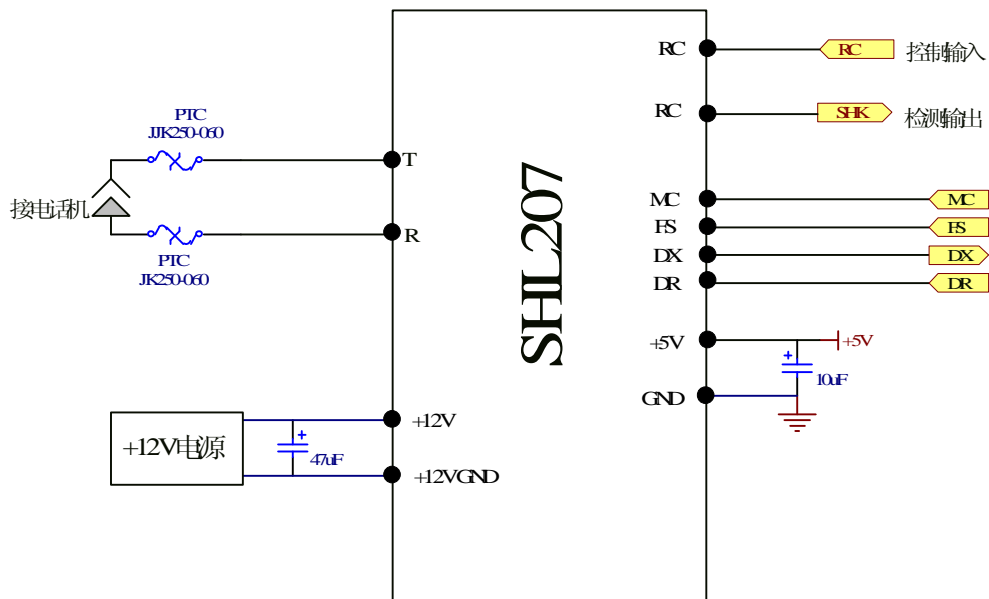 RC
RC
控制输入
PTC
JJK250-060
RC
SHK
检测输出
T
接电话机
MC
MC
R
FS
FS
PTC
JK250-060
DX
DX
DR
DR
SHL207
+5V
+5V
10uF
GND
+12V
+12V电源
47uF
+12VGND